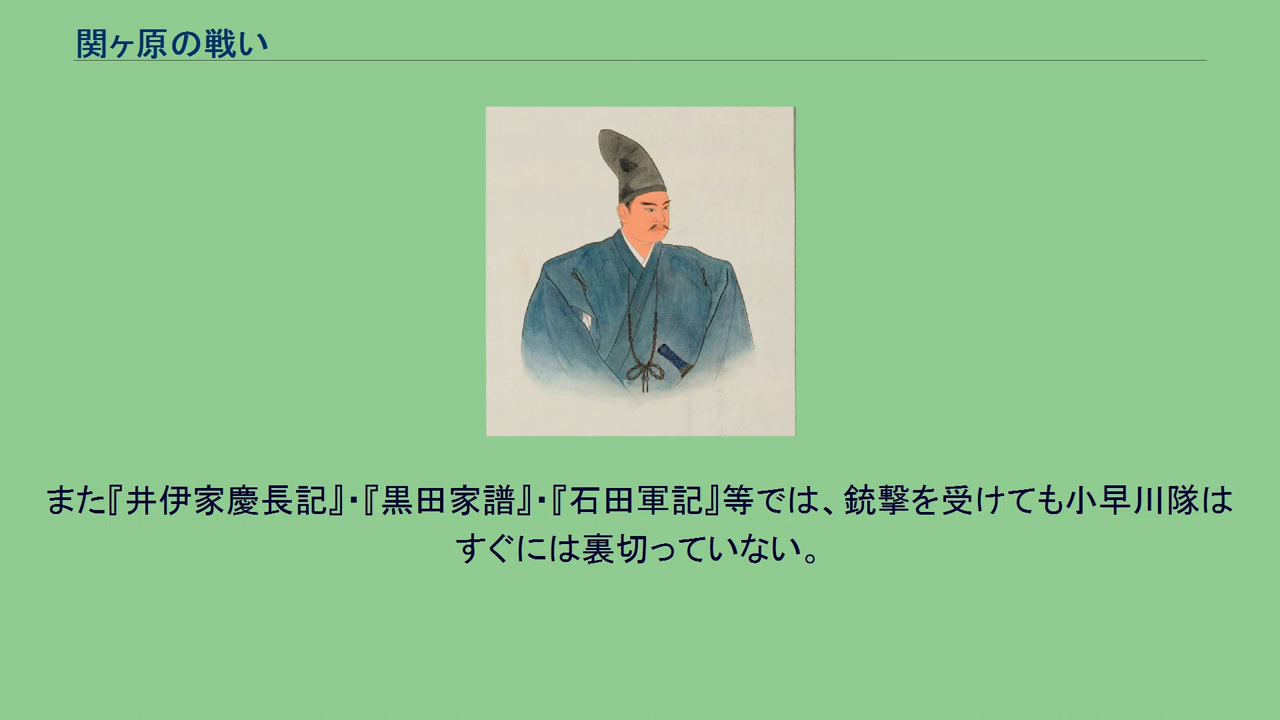 関ヶ原の戦い
また『井伊家慶長記』・『黒田家譜』・『石田軍記』等では、銃撃を受けても小早川隊は
すぐには裏切っていない。